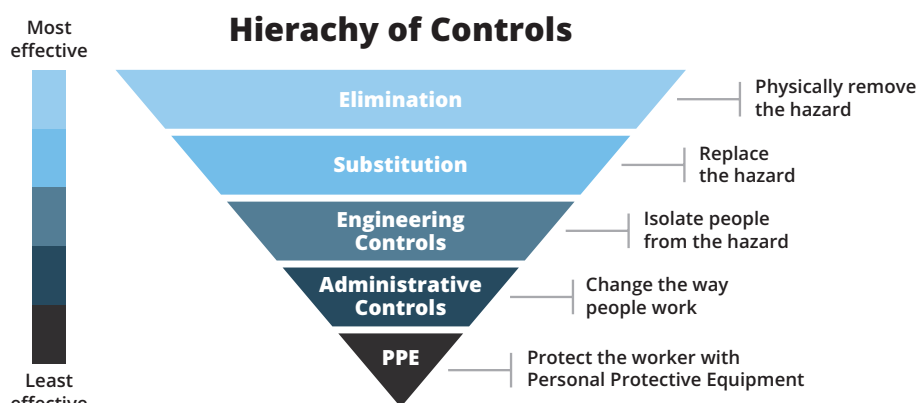 Most
effective
Hierachy of Controls
Elimination
Physically remove
the hazard
Substitution
Replace
the hazard
Engineering
Controls
Isolate people
from the hazard
Administrative
Controls
Change the way
people work
PPE
Protect the worker with
Personal Protective Equipment
Least
effective